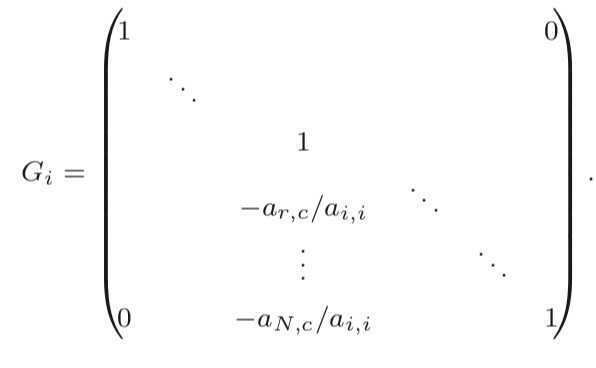 1 0
⋱
1
G_i = .
-a_{r,c}/a_{i,i} ⋱
⋮ ⋱
0 -a_{N,c}/a_{i,i} 1